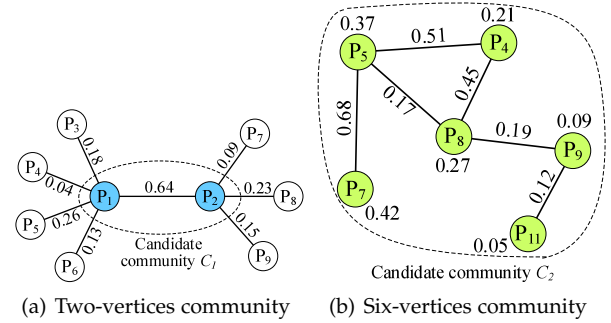 P3
P4
P5
P6
P1
P2
P7
P8
P9
0.18
0.04
0.26
0.13
0.64
0.09
0.23
0.15
Candidate
community C1
(a) Two-vertices community
0.37
P5
0.21
P4
0.51
0.17
0.45
0.68
P8
0.27
0.19
0.09
P9
0.12
P7
0.42
0.05
P11
Candidate community C2
(b) Six-vertices community